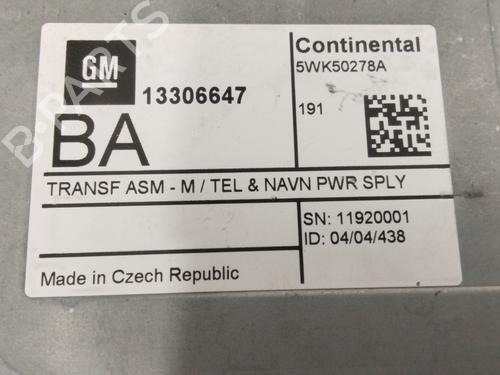 GM
13306647
Continental
5WK50278A
191
BA
TRANSF ASM - M / TEL & NAVN PWR SPLY
SN: 11920001
ID: 04/04/438
Made in Czech Republic
B-PARTS